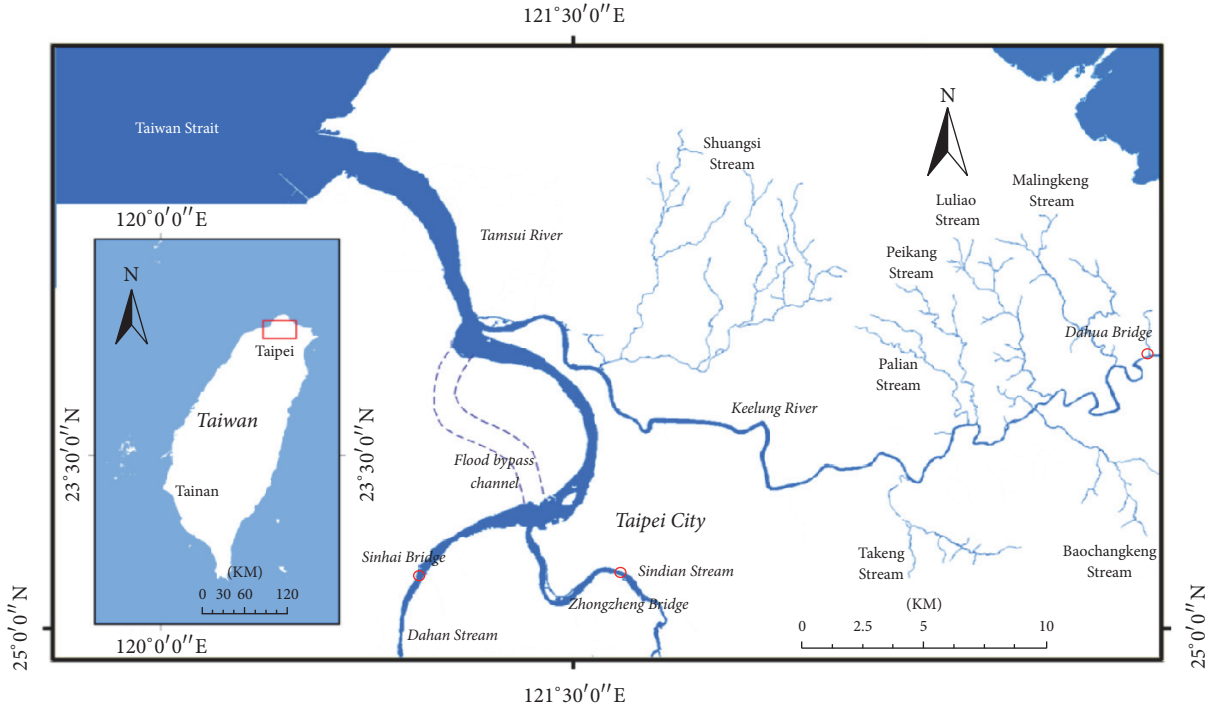 121°30′0″E
Taiwan Strait
Shuangsi
Stream
N
Malingkeng
Stream
Luliao
Stream
120°0′0″E
Tamsui River
Peikang
Stream
N
Dahua Bridge
Taipei
Palian
Stream
Taiwan
Keelung River
23°30′N
23°30′0″N
Flood bypass
channel
Tainan
Taipei City
Sinhai Bridge
Takeng
Stream
Baochangkeng
Stream
Sindian Stream
(KM)
0 30 60 120
Zhongzheng Bridge
(KM)
0 2.5 5 10
25°0′0″N
25°0′0″N
Dahan Stream
120°0′0″E
121°30′0″E